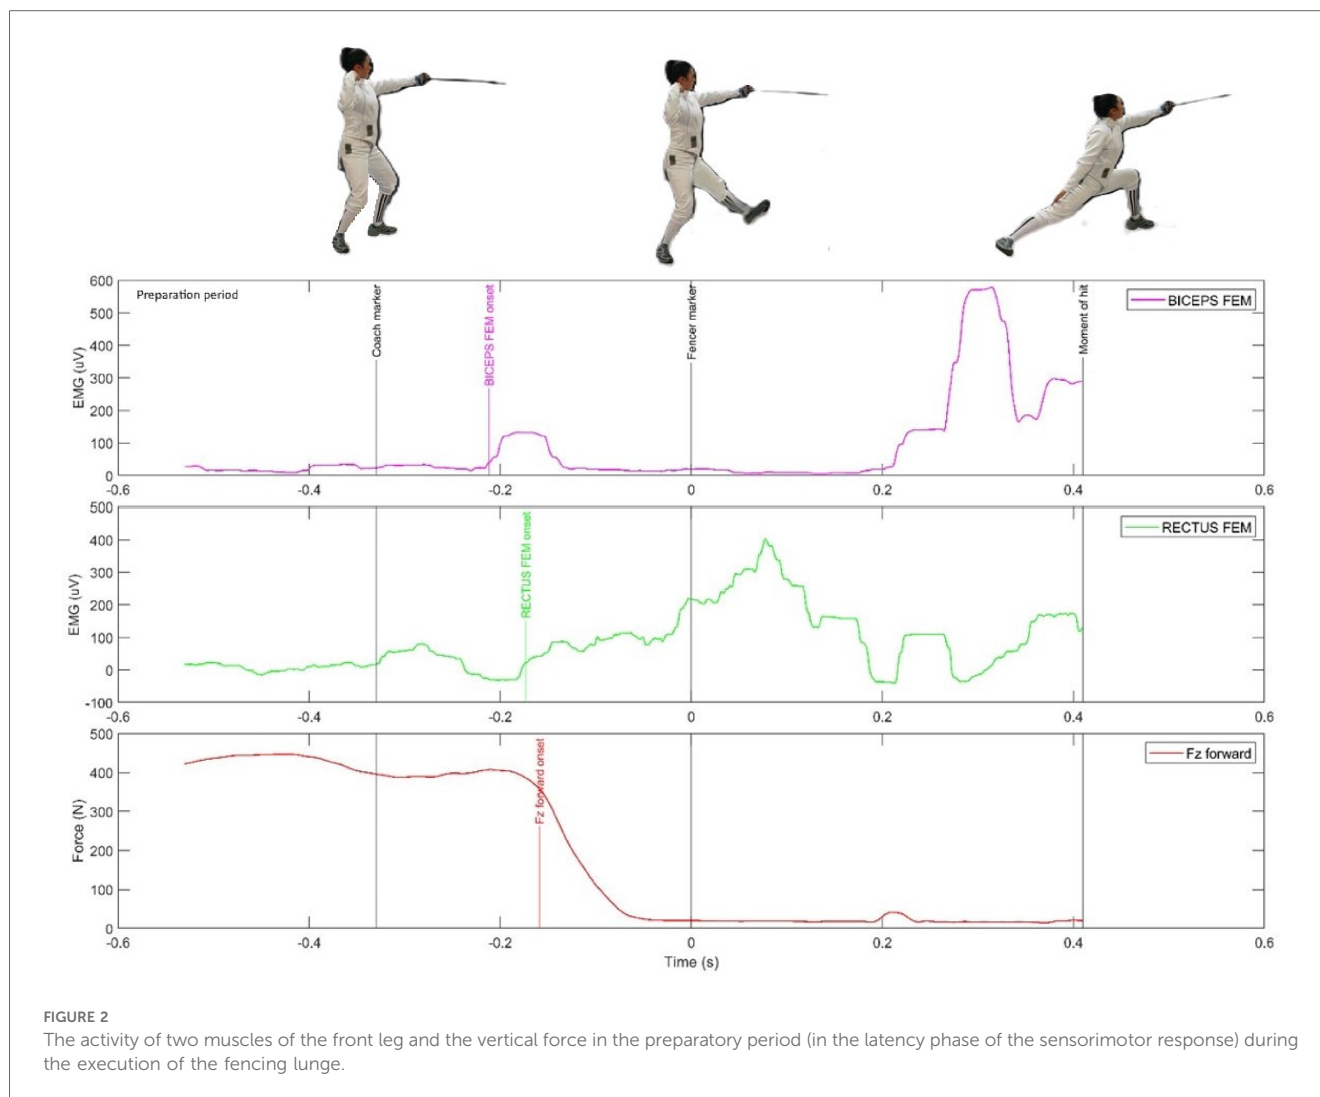 600
500
400
300
200
100
0
EMG (uV)
Preparation period
Coach marker
BICEPS FEM onset
Fencer marker
Moment of hit
BICEPS FEM
-0.6 -0.4 -0.2 0 0.2 0.4 0.6
500
400
300
200
100
0
-100
EMG (uV)
RECTUS FEM onset
RECTUS FEM
-0.6 -0.4 -0.2 0 0.2 0.4 0.6
500
400
300
200
100
0
Force (N)
Fz forward onset
Fz forward
-0.6 -0.4 -0.2 0 0.2 0.4 0.6
Time (s)
FIGURE 2
The activity of two muscles of the front leg and the vertical force in the preparatory period (in the latency phase of the sensorimotor response) during
the execution of the fencing lunge.